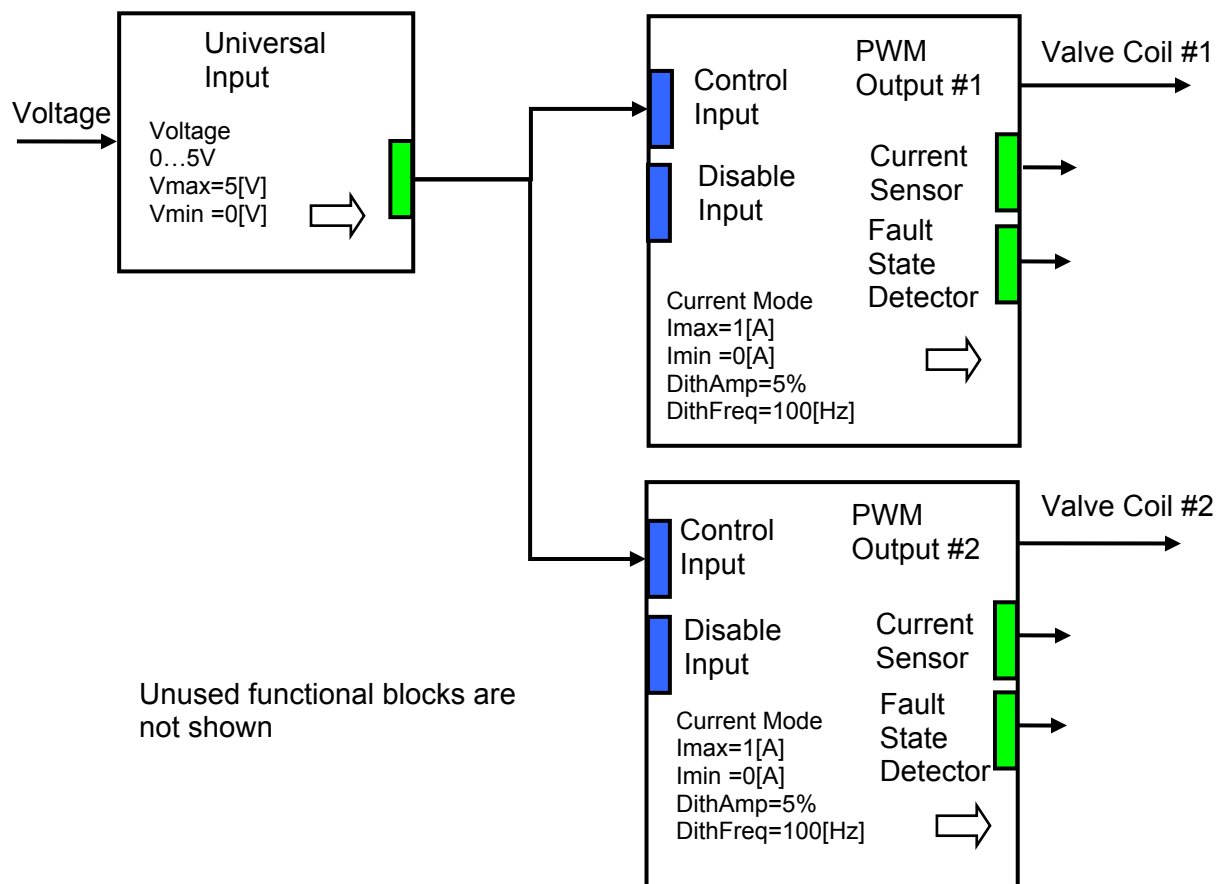 Voltage
Universal
Input
Voltage
0…5V
Vmax=5[V]
Vmin =0[V]
Control
Input
Disable
Input
PWM
Output #1
Valve Coil #1
Current
Sensor
Fault
State
Detector
Current Mode
Imax=1[A]
Imin =0[A]
DithAmp=5%
DithFreq=100[Hz]
Control
Input
Disable
Input
PWM
Output #2
Valve Coil #2
Current
Sensor
Fault
State
Detector
Current Mode
Imax=1[A]
Imin =0[A]
DithAmp=5%
DithFreq=100[Hz]
Unused functional blocks are
not shown